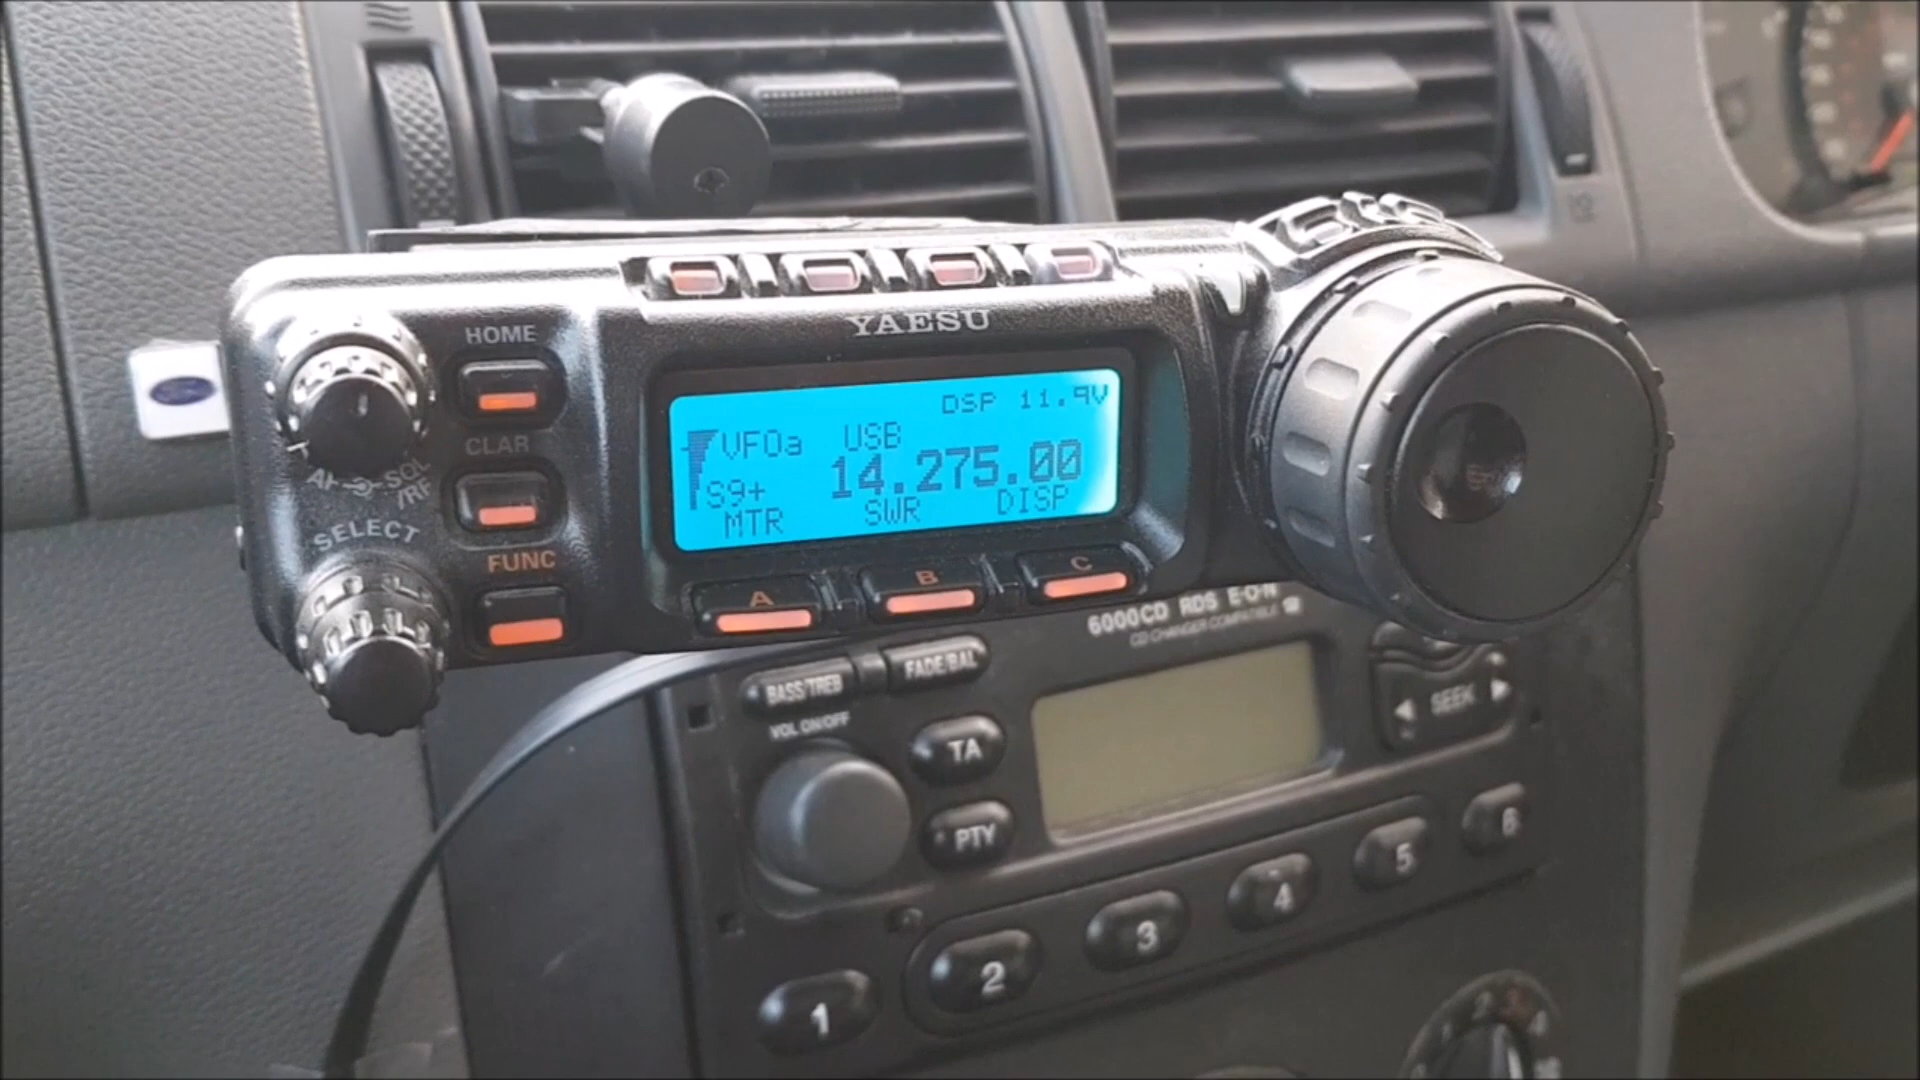 YAESU
HOME
CLAR
AF
SQL
/RF
SELECT
FUNC
DSP 11.9V
VFOa USB
14.275.00
S9+
MTR SWR DISP
A B C
6000CD RDS E·O·N
CD CHANGER COMPATIBLE
BASS/TREB FADE/BAL
VOL ON/OFF
TA
SEEK
PTY
1 2 3 4 5 6
2
4